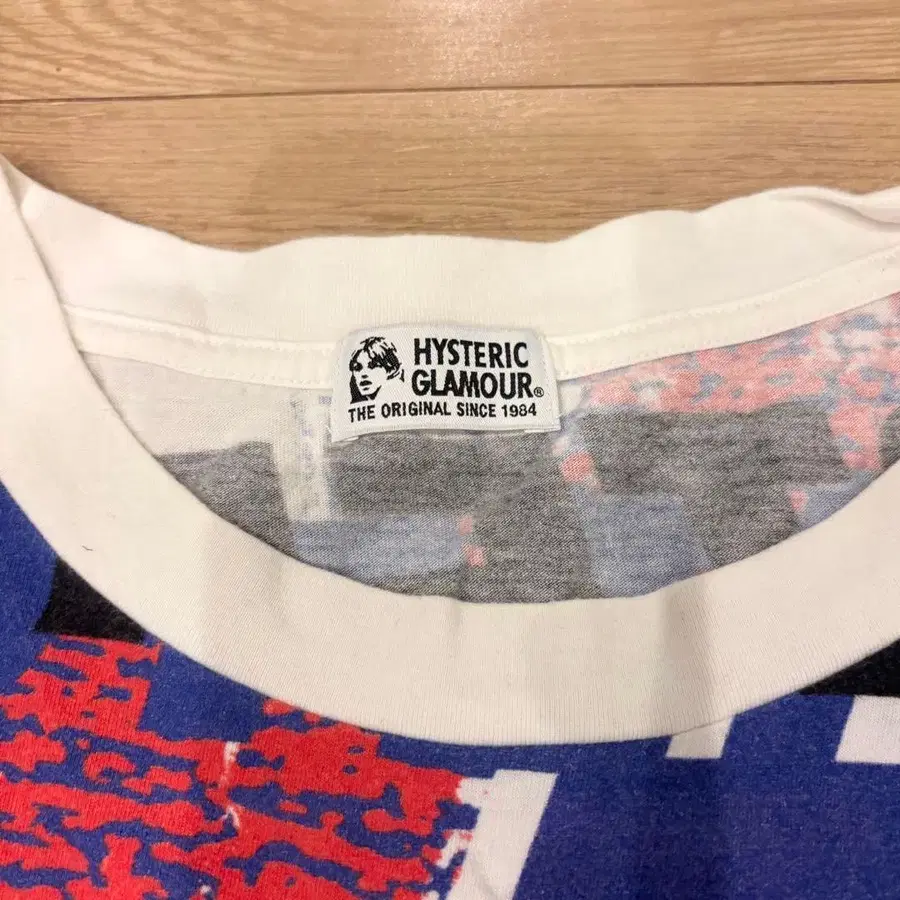 HYSTERIC
GLAMOUR®
THE ORIGINAL SINCE 1984